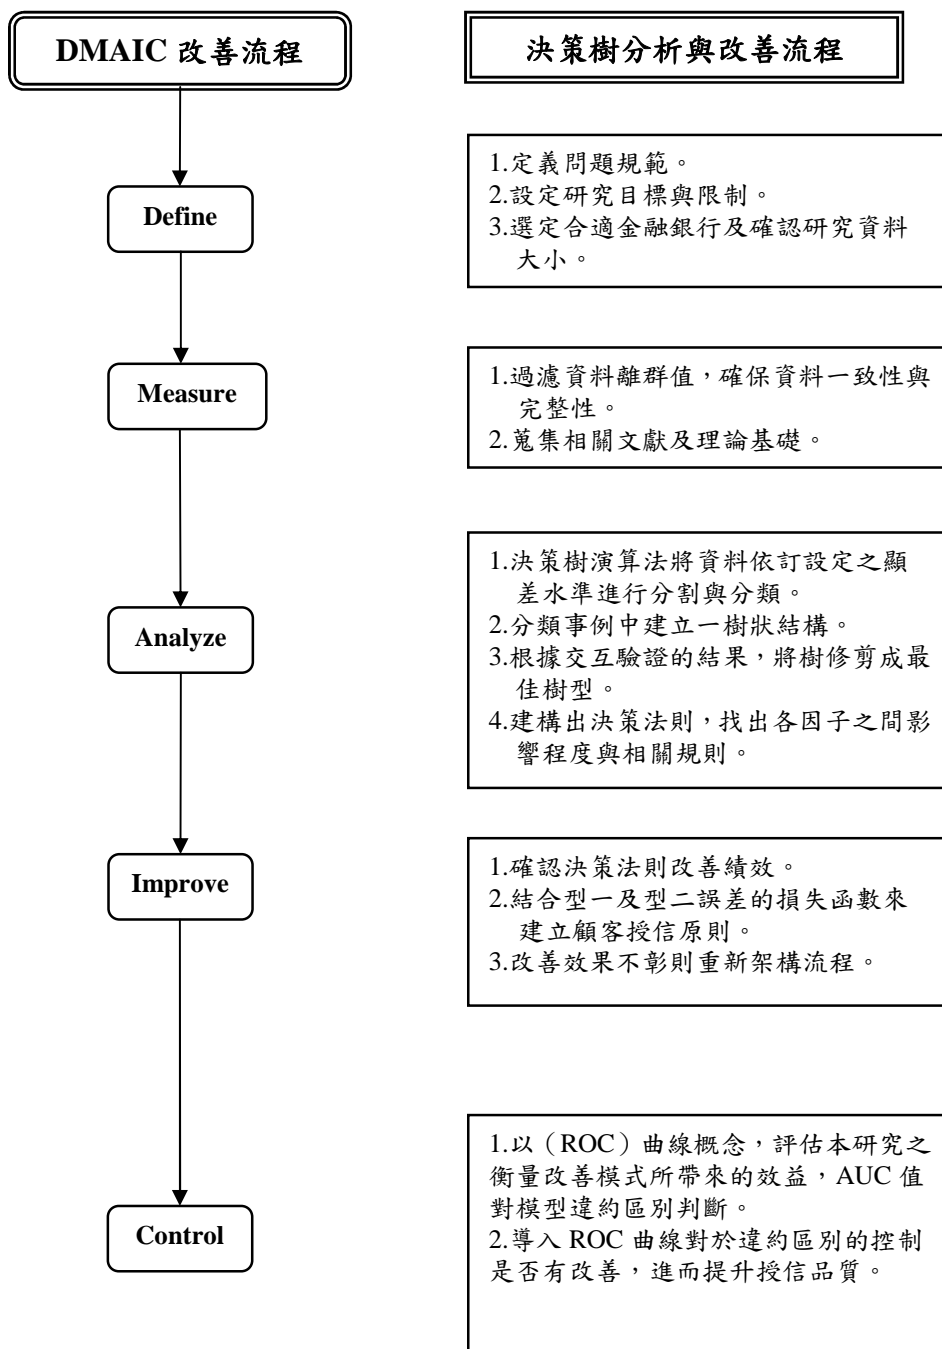 DMAIC 改善流程
決策樹分析與改善流程
Define
1.定義問題規範。
2.設定研究目標與限制。
3.選定合適金融銀行及確認研究資料
大小。
Measure
1.過濾資料離群值，確保資料一致性與
完整性。
2.蒐集相關文獻及理論基礎。
Analyze
1.決策樹演算法將資料依訂設定之顯
差水準進行分割與分類。
2.分類事例中建立一樹狀結構。
3.根據交互驗證的結果，將樹修剪成最
佳樹型。
4.建構出決策法則，找出各因子之間影
響程度與相關規則。
Improve
1.確認決策法則改善績效。
2.結合型一及型二誤差的損失函數來
建立顧客授信原則。
3.改善效果不彰則重新架構流程。
Control
1.以（ROC）曲線概念，評估本研究之
衡量改善模式所帶來的效益，AUC 值
對模型違約區別判斷。
2.導入 ROC 曲線對於違約區別的控制
是否有改善，進而提升授信品質。